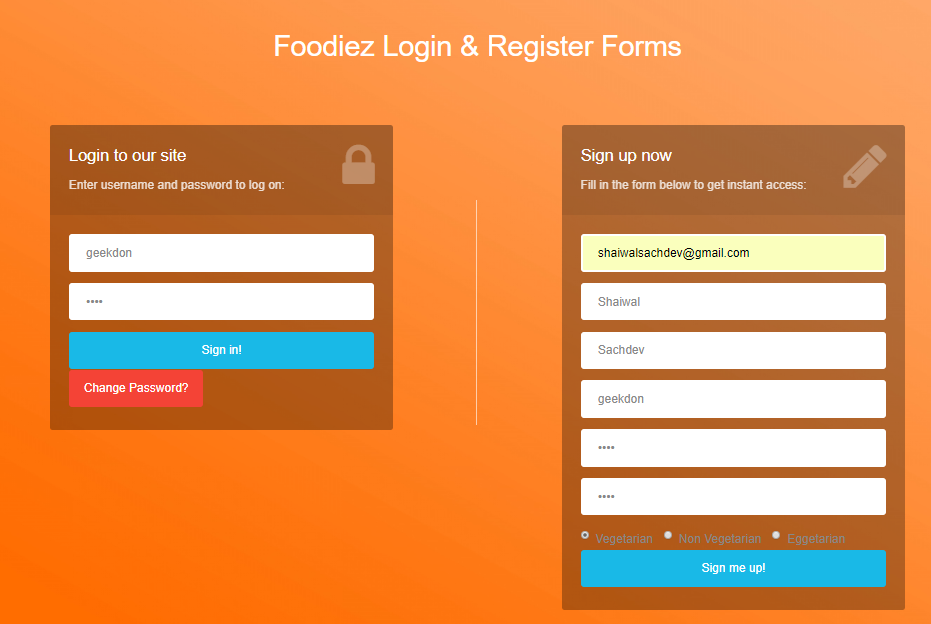 Foodiez Login & Register Forms
Login to our site
Enter username and password to log on:
geekdon
••••
Sign in!
Change Password?
Sign up now
Fill in the form below to get instant access:
shaiwalsachdev@gmail.com
Shaiwal
Sachdev
geekdon
••••
••••
Vegetarian Non Vegetarian Eggetarian
Sign me up!